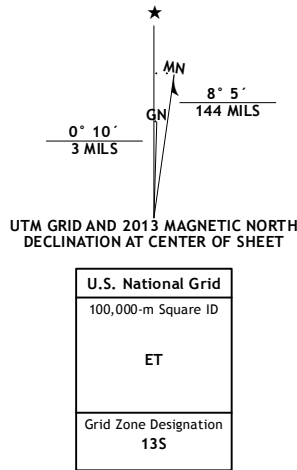 ★
MN
8° 5´
144 MILS
GN
0° 10´
3 MILS
UTM GRID AND 2013 MAGNETIC NORTH
DECLINATION AT CENTER OF SHEET
U.S. National Grid
100,000-m Square ID
ET
Grid Zone Designation
13S